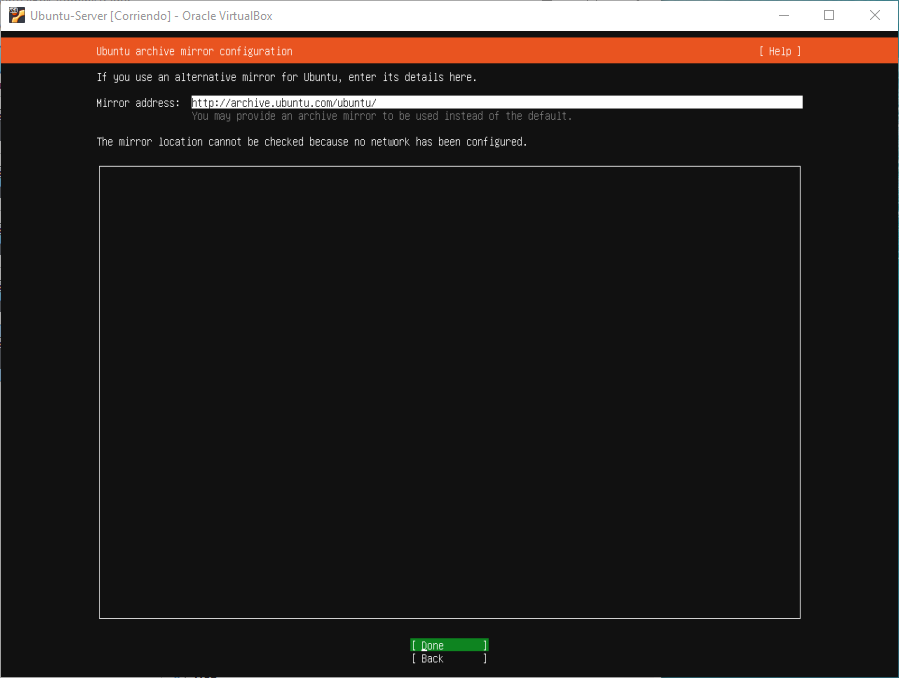 Ubuntu-Server [Corriendo] - Oracle VirtualBox
Ubuntu archive mirror configuration [ Help ]
If you use an alternative mirror for Ubuntu, enter its details here.
Mirror address: http://archive.ubuntu.com/ubuntu/
You may provide an archive mirror to be used instead of the default.
The mirror location cannot be checked because no network has been configured.
[ Done ]
[ Back ]